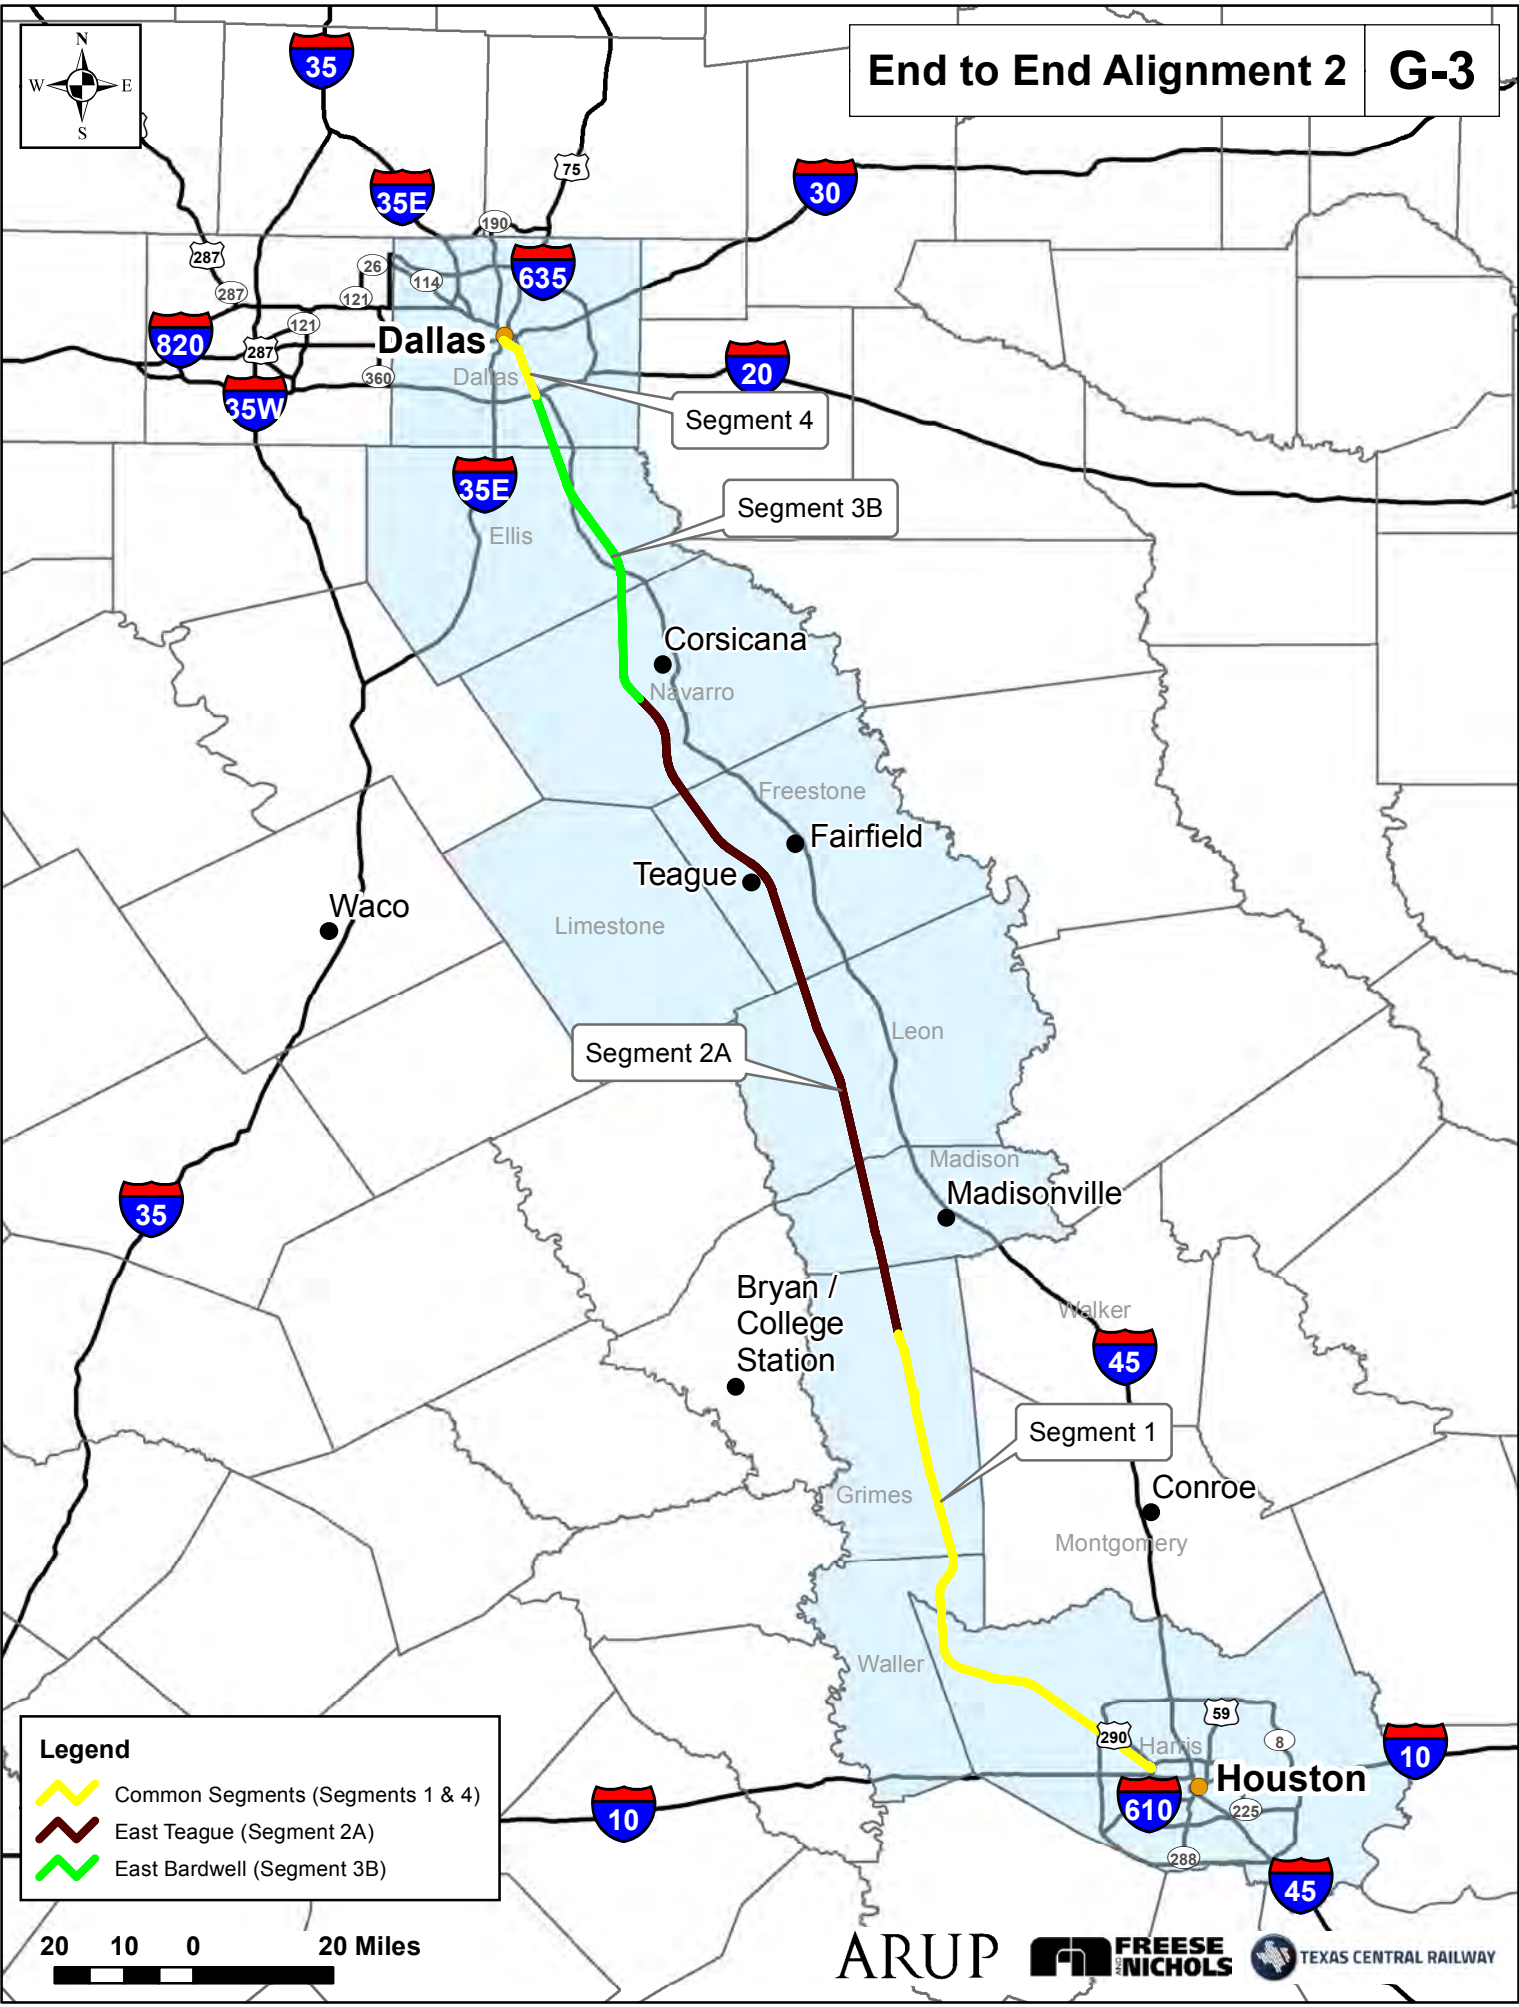 End to End Alignment 2
G-3
N
W
E
S
35
75
35E
30
190
287
26
635
114
287
121
121
820
Dallas
287
20
360
Dallas
35W
Segment 4
35E
Segment 3B
Ellis
Corsicana
Navarro
Freestone
Fairfield
Teague
Waco
Limestone
Leon
Segment 2A
Madison
Madisonville
35
Bryan /
College
Station
Walker
45
Segment 1
Grimes
Conroe
Montgomery
Waller
59
290
8
Harris
10
Houston
610
225
10
288
45
Legend
Common Segments (Segments 1 & 4)
East Teague (Segment 2A)
East Bardwell (Segment 3B)
20 10 0 20 Miles
ARUP
FREESE
AND
NICHOLS
TEXAS CENTRAL RAILWAY